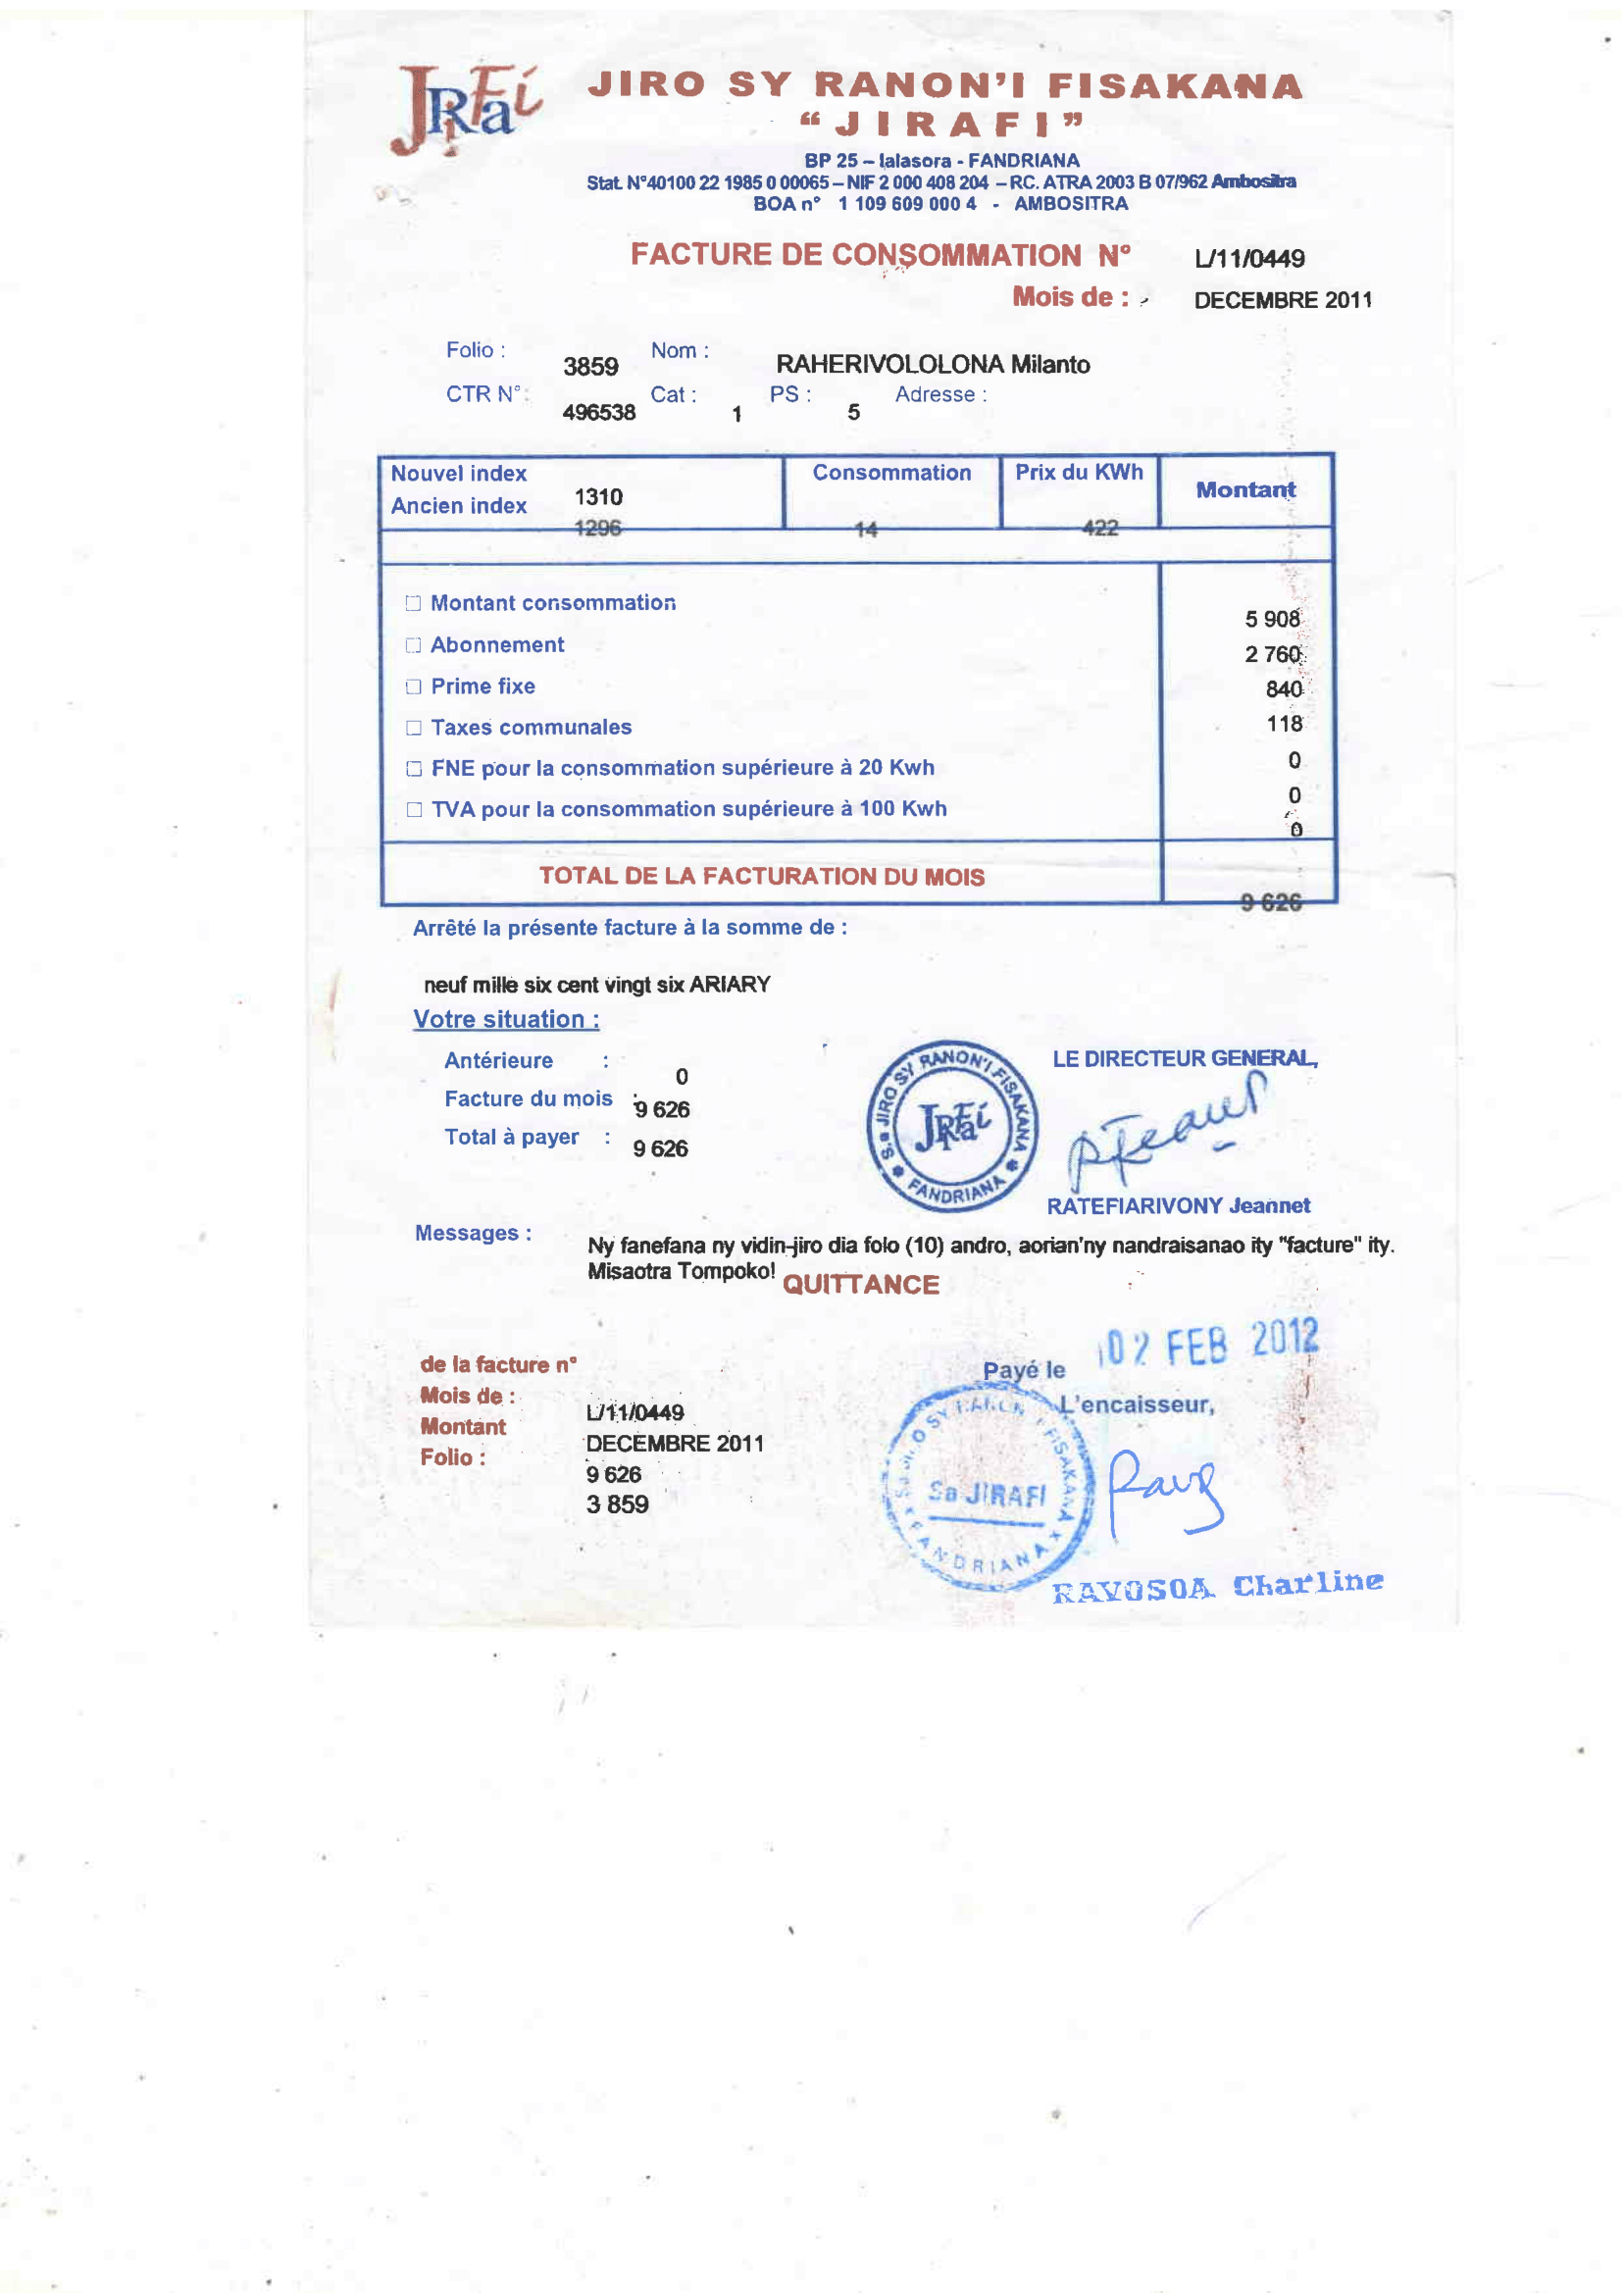 JIRAFI
JIRO SY RANON'I FISAKANA
“JIRAFI”
BP 25 – Ialasora - FANDRIANA
Stat. N°40100 22 1985 0 00065 – NIF 2 000 408 204 – RC. ATRA 2003 B 07/962 Ambositra
BOA n° 1 109 609 000 4 - AMBOSITRA
FACTURE DE CONSOMMATION N° L/11/0449
Mois de : DECEMBRE 2011
Folio : 3859 Nom : RAHERIVOLOLONA Milanto
CTR N° : 496538 Cat : 1 PS : 5 Adresse :
Nouvel index 1310 Consommation Prix du KWh Montant
Ancien index 1296 14 422
Montant consommation 5 908
Abonnement 2 760
Prime fixe 840
Taxes communales 118
FNE pour la consommation supérieure à 20 Kwh 0
TVA pour la consommation supérieure à 100 Kwh 0
0
TOTAL DE LA FACTURATION DU MOIS 9 626
Arrêté la présente facture à la somme de :
neuf mille six cent vingt six ARIARY
Votre situation :
Antérieure : 0
Facture du mois : 9 626
Total à payer : 9 626
LE DIRECTEUR GENERAL,
S.a JIRO SY RANON'I FISAKANA
JIRAFI
FANDRIANA
RATEFIARIVONY Jeannet
Messages : Ny fanefana ny vidin-jiro dia folo (10) andro, aorian'ny nandraisanao ity "facture" ity.
Misaotra Tompoko!
QUITTANCE
de la facture n° L/11/0449
Mois de : DECEMBRE 2011
Montant 9 626
Folio : 3 859
Payé le 02 FEB 2012
L'encaisseur,
SY FISAKANA
Sa JIRAFI
FANDRIANA
RAVOSOA Charline